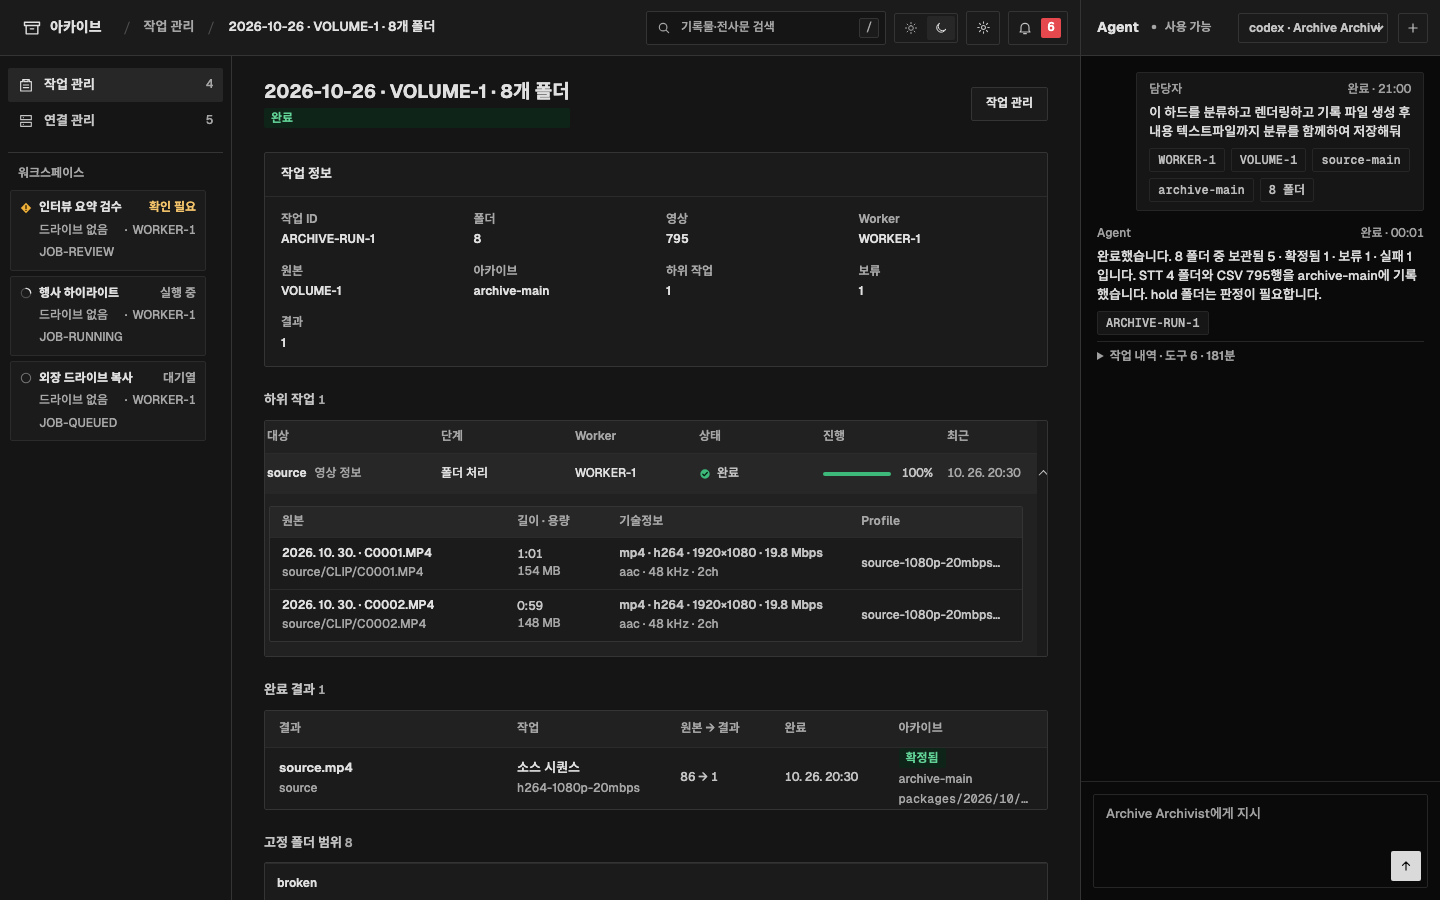 아카이브 / 작업 관리 / 2026-10-26 · VOLUME-1 · 8개 폴더
기록물·전사문 검색 /
6
Agent • 사용 가능
codex · Archive Archiv
+
작업 관리 4
연결 관리 5
워크스페이스
인터뷰 요약 검수 확인 필요
드라이브 없음 · WORKER-1
JOB-REVIEW
행사 하이라이트 실행 중
드라이브 없음 · WORKER-1
JOB-RUNNING
외장 드라이브 복사 대기열
드라이브 없음 · WORKER-1
JOB-QUEUED
2026-10-26 · VOLUME-1 · 8개 폴더
완료
작업 관리
작업 정보
작업 ID 폴더 영상 Worker
ARCHIVE-RUN-1 8 795 WORKER-1
원본 아카이브 하위 작업 보류
VOLUME-1 archive-main 1 1
결과
1
하위 작업 1
대상 단계 Worker 상태 진행 최근
source 영상 정보 폴더 처리 WORKER-1 완료 100% 10. 26. 20:30
원본 길이 · 용량 기술정보 Profile
2026. 10. 30. · C0001.MP4 1:01 mp4 · h264 · 1920×1080 · 19.8 Mbps source-1080p-20mbps…
source/CLIP/C0001.MP4 154 MB aac · 48 kHz · 2ch
2026. 10. 30. · C0002.MP4 0:59 mp4 · h264 · 1920×1080 · 19.8 Mbps source-1080p-20mbps…
source/CLIP/C0002.MP4 148 MB aac · 48 kHz · 2ch
완료 결과 1
결과 작업 원본 → 결과 완료 아카이브
source.mp4 소스 시퀀스 86 → 1 10. 26. 20:30 확정됨
source h264-1080p-20mbps archive-main
packages/2026/10/…
고정 폴더 범위 8
broken
담당자 완료 · 21:00
이 하드를 분류하고 렌더링하고 기록 파일 생성 후
내용 텍스트파일까지 분류를 함께하여 저장해둬
WORKER-1 VOLUME-1 source-main
archive-main 8 폴더
Agent 완료 · 00:01
완료했습니다. 8 폴더 중 보관됨 5 · 확정됨 1 · 보류 1 · 실패 1
입니다. STT 4 폴더와 CSV 795행을 archive-main에 기록
했습니다. hold 폴더는 판정이 필요합니다.
ARCHIVE-RUN-1
작업 내역 · 도구 6 · 181분
Archive Archivist에게 지시